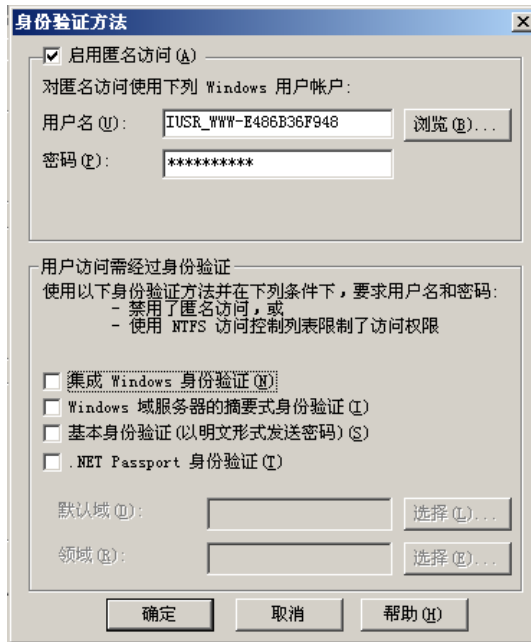 身份验证方法
启用匿名访问(A)
对匿名访问使用下列 Windows 用户帐户:
用户名(U): IUSR_WWW-E486B36F948 浏览(B)...
密码(P): **********
用户访问需经过身份验证
使用以下身份验证方法并在下列条件下，要求用户名和密码:
- 禁用了匿名访问，或
- 使用 NTFS 访问控制列表限制了访问权限
集成 Windows 身份验证(N)
Windows 域服务器的摘要式身份验证(I)
基本身份验证(以明文形式发送密码)(S)
.NET Passport 身份验证(T)
默认域(D): 选择(L)...
领域(R): 选择(E)...
确定 取消 帮助(H)